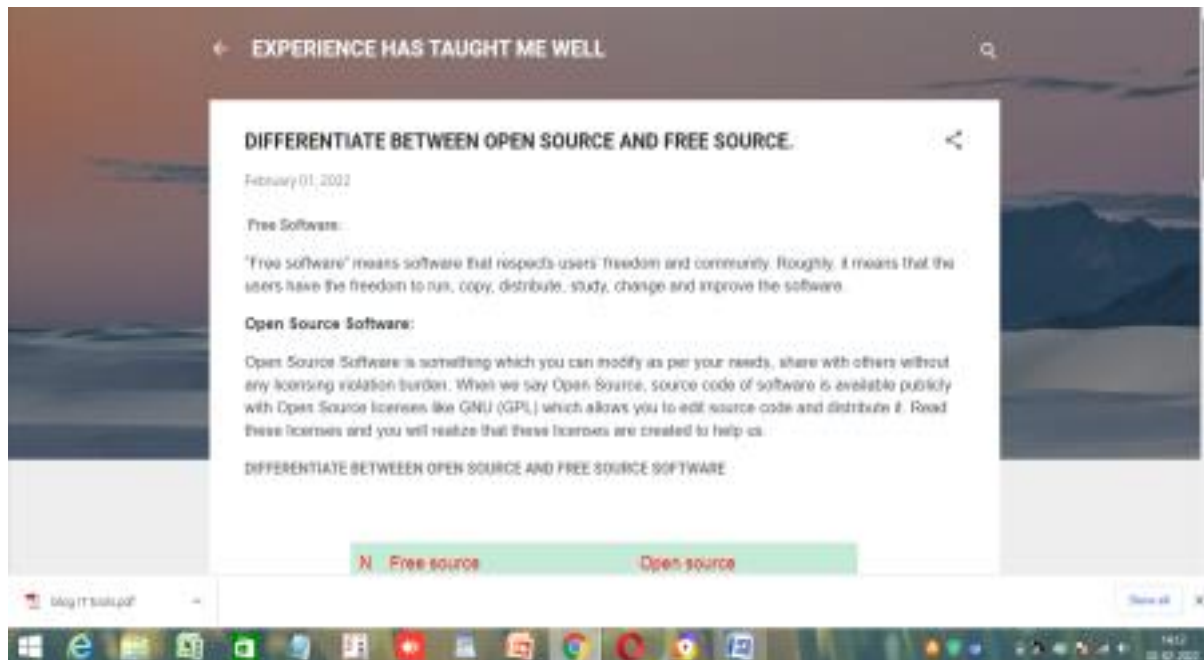 EXPERIENCE HAS TAUGHT ME WELL
DIFFERENTIATE BETWEEN OPEN SOURCE AND FREE SOURCE.
February 01, 2022
Free Software:
"Free software" means software that respects users' freedom and community. Roughly, it means that the
users have the freedom to run, copy, distribute, study, change and improve the software.
Open Source Software:
Open Source Software is something which you can modify as per your needs, share with others without
any licensing violation burden. When we say Open Source, source code of software is available publicly
with Open Source licenses like GNU (GPL) which allows you to edit source code and distribute it. Read
these licenses and you will realize that these licenses are created to help us.
DIFFERENTIATE BETWEEEN OPEN SOURCE AND FREE SOURCE SOFTWARE
N Free source Open source
blog IT tools.pdf
Show all
14:12